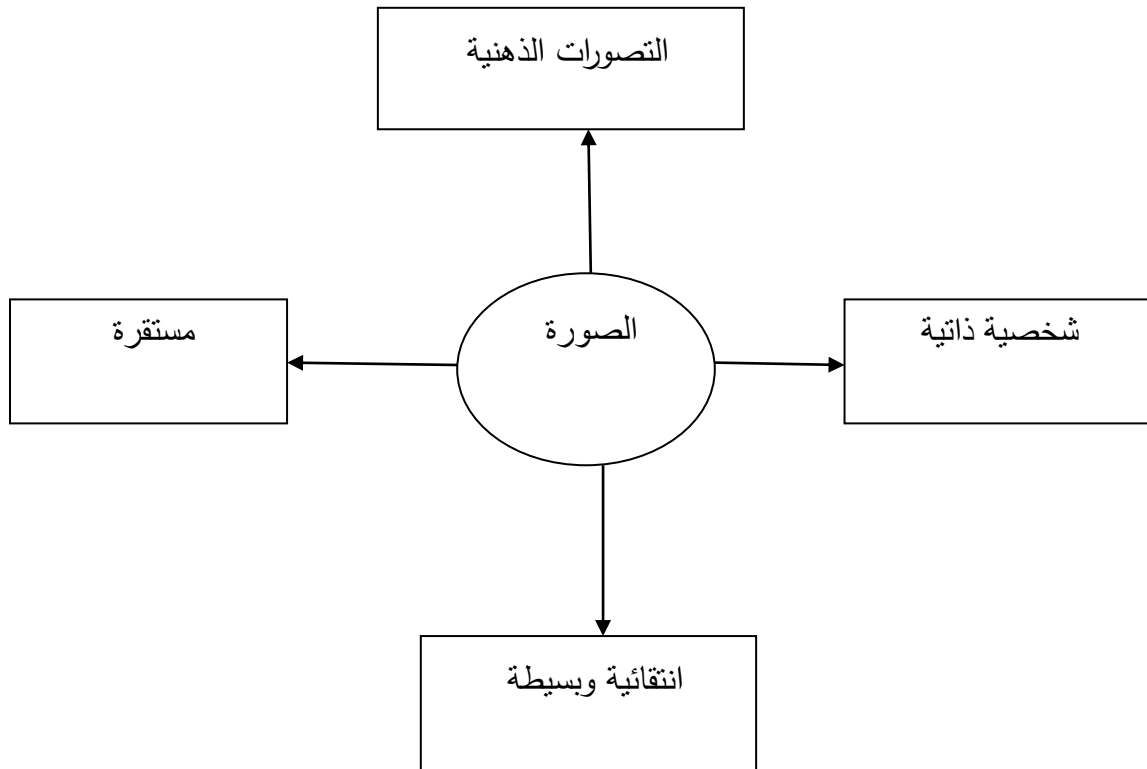 التصورات الذهنية
شخصية ذاتية
الصورة
مستقرة
انتقائية وبسيطة